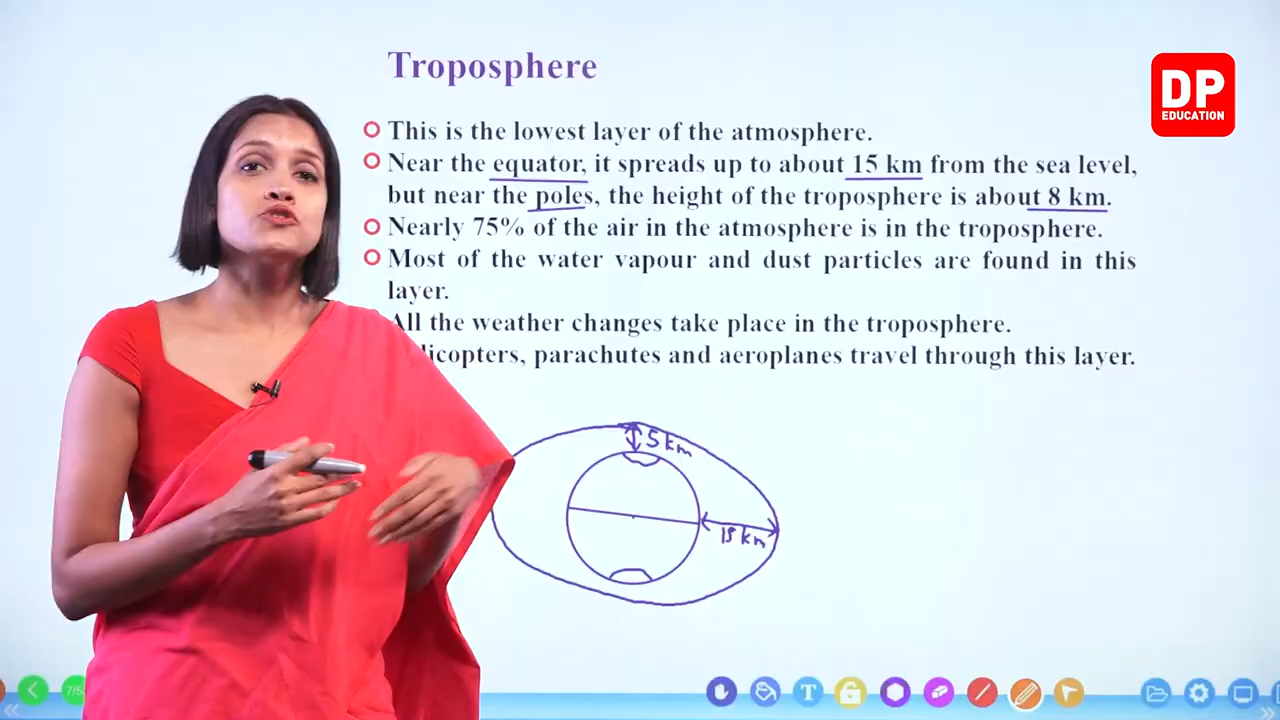 Troposphere
DP
EDUCATION
This is the lowest layer of the atmosphere.
Near the equator, it spreads up to about 15 km from the sea level,
but near the poles, the height of the troposphere is about 8 km.
Nearly 75% of the air in the atmosphere is in the troposphere.
Most of the water vapour and dust particles are found in this
layer.
All the weather changes take place in the troposphere.
licopters, parachutes and aeroplanes travel through this layer.
5 km
15 km
T